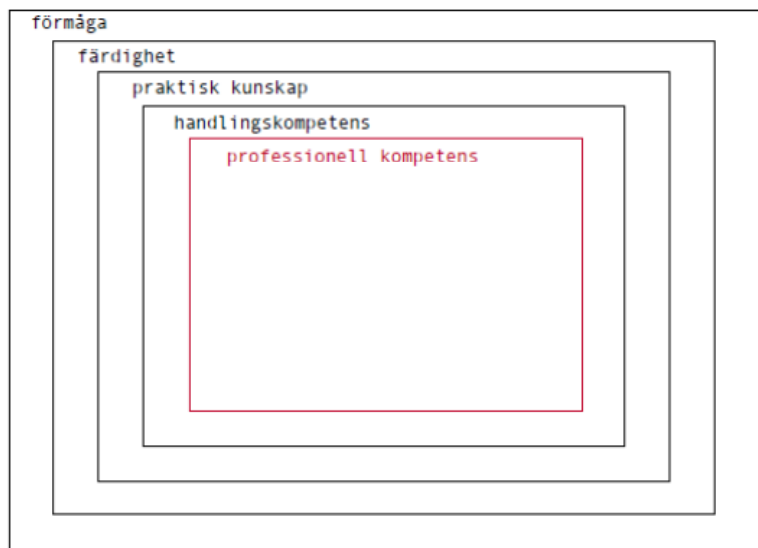 förmåga
färdighet
praktisk kunskap
handlingskompetens
professionell kompetens